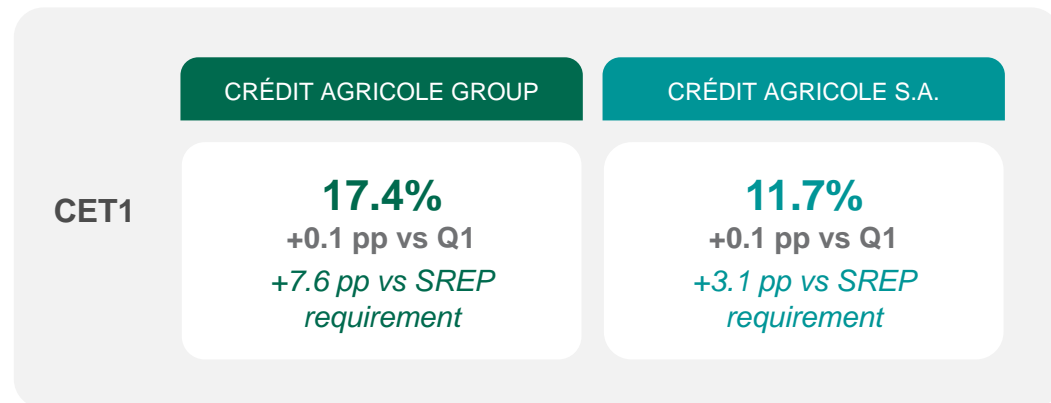 CRÉDIT AGRICOLE GROUP
CRÉDIT AGRICOLE S.A.
CET1
17.4%
+0.1 pp vs Q1
+7.6 pp vs SREP
requirement
11.7%
+0.1 pp vs Q1
+3.1 pp vs SREP
requirement